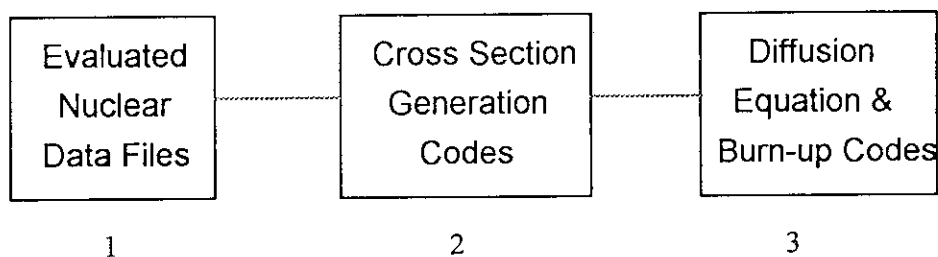 Evaluated
Nuclear
Data Files
Cross Section
Generation
Codes
Diffusion
Equation &
Burn-up Codes
1
2
3